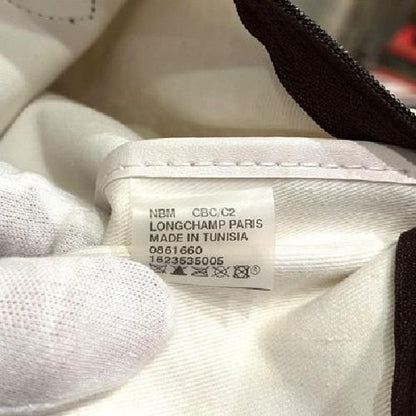 NBM CBC/C2
LONGCHAMP PARIS
MADE IN TUNISIA
0861660
1623535005